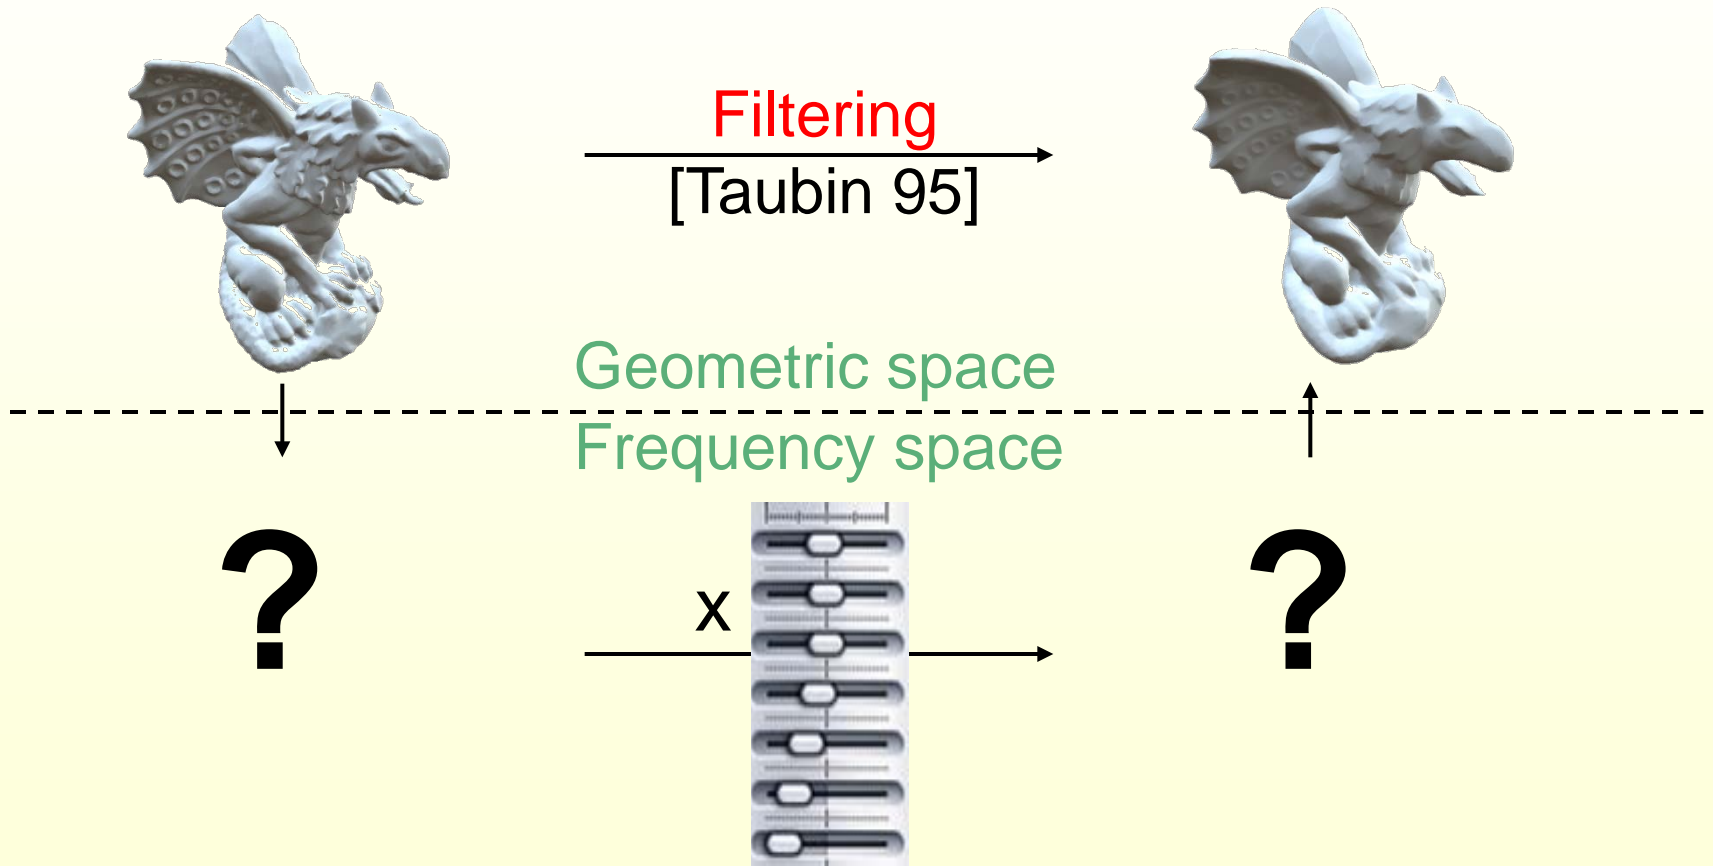 Filtering
[Taubin 95]
Geometric space
Frequency space
? x ?